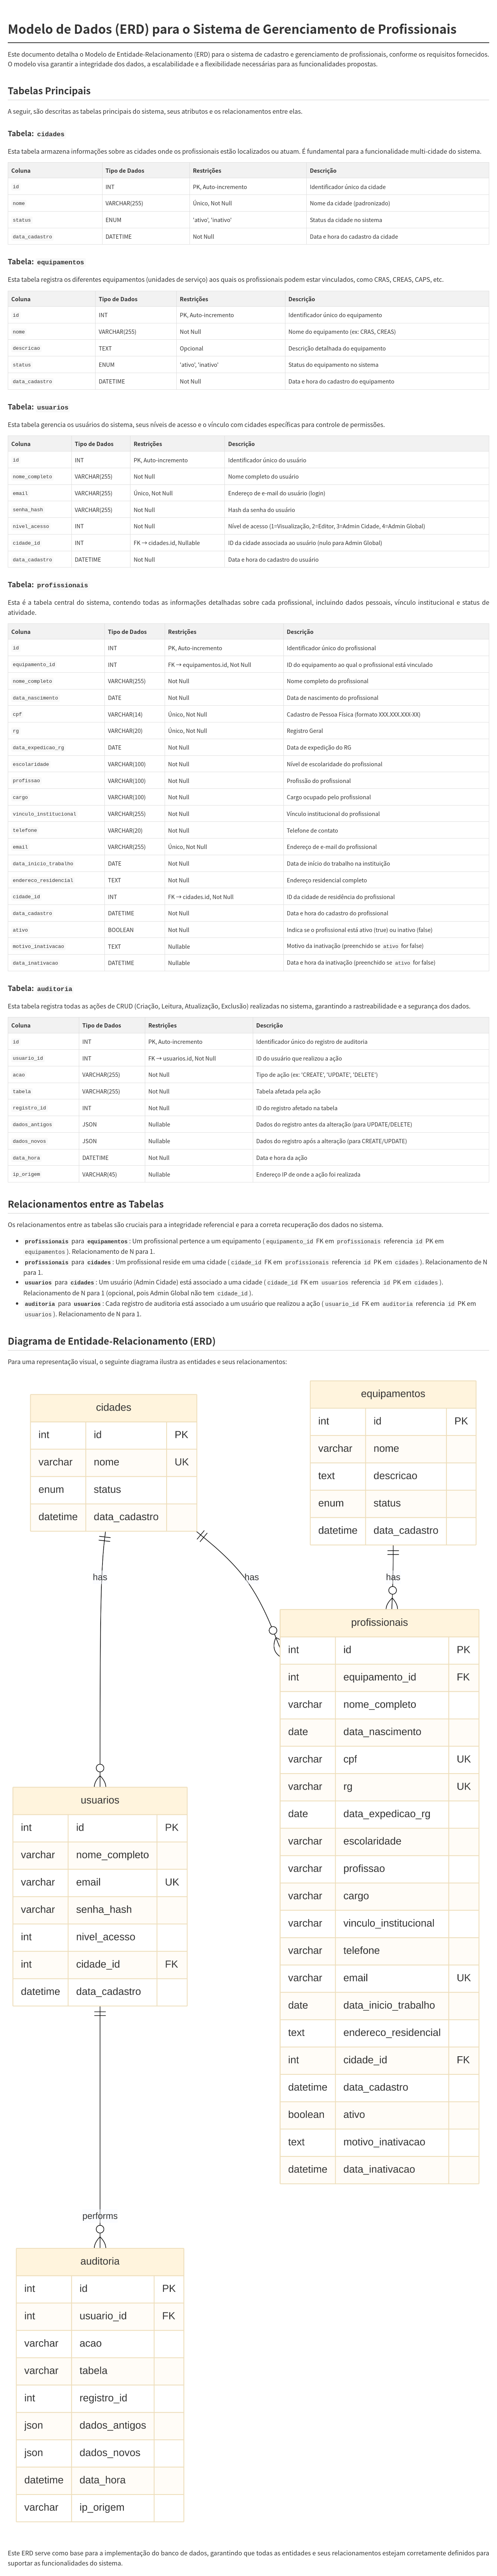 Modelo de Dados (ERD) para o Sistema de Gerenciamento de Profissionais
Este documento detalha o Modelo de Entidade-Relacionamento (ERD) para o sistema de cadastro e gerenciamento de profissionais, conforme os requisitos fornecidos.
O modelo visa garantir a integridade dos dados, a escalabilidade e a flexibilidade necessárias para as funcionalidades propostas.
Tabelas Principais
A seguir, são descritas as tabelas principais do sistema, seus atributos e os relacionamentos entre elas.
Tabela: cidades
Esta tabela armazena informações sobre as cidades onde os profissionais estão localizados ou atuam. É fundamental para a funcionalidade multi-cidade do sistema.
Coluna Tipo de Dados Restrições Descrição
id INT PK, Auto-incremento Identificador único da cidade
nome VARCHAR(255) Único, Not Null Nome da cidade (padronizado)
status ENUM 'ativo', 'inativo' Status da cidade no sistema
data_cadastro DATETIME Not Null Data e hora do cadastro da cidade
Tabela: equipamentos
Esta tabela registra os diferentes equipamentos (unidades de serviço) aos quais os profissionais podem estar vinculados, como CRAS, CREAS, CAPS, etc.
Coluna Tipo de Dados Restrições Descrição
id INT PK, Auto-incremento Identificador único do equipamento
nome VARCHAR(255) Not Null Nome do equipamento (ex: CRAS, CREAS)
descricao TEXT Opcional Descrição detalhada do equipamento
status ENUM 'ativo', 'inativo' Status do equipamento no sistema
data_cadastro DATETIME Not Null Data e hora do cadastro do equipamento
Tabela: usuarios
Esta tabela gerencia os usuários do sistema, seus níveis de acesso e o vínculo com cidades específicas para controle de permissões.
Coluna Tipo de Dados Restrições Descrição
id INT PK, Auto-incremento Identificador único do usuário
nome_completo VARCHAR(255) Not Null Nome completo do usuário
email VARCHAR(255) Único, Not Null Endereço de e-mail do usuário (login)
senha_hash VARCHAR(255) Not Null Hash da senha do usuário
nivel_acesso INT Not Null Nível de acesso (1=Visualização, 2=Editor, 3=Admin Cidade, 4=Admin Global)
cidade_id INT FK → cidades.id, Nullable ID da cidade associada ao usuário (nulo para Admin Global)
data_cadastro DATETIME Not Null Data e hora do cadastro do usuário
Tabela: profissionais
Esta é a tabela central do sistema, contendo todas as informações detalhadas sobre cada profissional, incluindo dados pessoais, vínculo institucional e status de
atividade.
Coluna Tipo de Dados Restrições Descrição
id INT PK, Auto-incremento Identificador único do profissional
equipamento_id INT FK → equipamentos.id, Not Null ID do equipamento ao qual o profissional está vinculado
nome_completo VARCHAR(255) Not Null Nome completo do profissional
data_nascimento DATE Not Null Data de nascimento do profissional
cpf VARCHAR(14) Único, Not Null Cadastro de Pessoa Física (formato XXX.XXX.XXX-XX)
rg VARCHAR(20) Único, Not Null Registro Geral
data_expedicao_rg DATE Not Null Data de expedição do RG
escolaridade VARCHAR(100) Not Null Nível de escolaridade do profissional
profissao VARCHAR(100) Not Null Profissão do profissional
cargo VARCHAR(100) Not Null Cargo ocupado pelo profissional
vinculo_institucional VARCHAR(255) Not Null Vínculo institucional do profissional
telefone VARCHAR(20) Not Null Telefone de contato
email VARCHAR(255) Único, Not Null Endereço de e-mail do profissional
data_inicio_trabalho DATE Not Null Data de início do trabalho na instituição
endereco_residencial TEXT Not Null Endereço residencial completo
cidade_id INT FK → cidades.id, Not Null ID da cidade de residência do profissional
data_cadastro DATETIME Not Null Data e hora do cadastro do profissional
ativo BOOLEAN Not Null Indica se o profissional está ativo (true) ou inativo (false)
motivo_inativacao TEXT Nullable Motivo da inativação (preenchido se ativo for false)
data_inativacao DATETIME Nullable Data e hora da inativação (preenchido se ativo for false)
Tabela: auditoria
Esta tabela registra todas as ações de CRUD (Criação, Leitura, Atualização, Exclusão) realizadas no sistema, garantindo a rastreabilidade e a segurança dos dados.
Coluna Tipo de Dados Restrições Descrição
id INT PK, Auto-incremento Identificador único do registro de auditoria
usuario_id INT FK → usuarios.id, Not Null ID do usuário que realizou a ação
acao VARCHAR(255) Not Null Tipo de ação (ex: 'CREATE', 'UPDATE', 'DELETE')
tabela VARCHAR(255) Not Null Tabela afetada pela ação
registro_id INT Not Null ID do registro afetado na tabela
dados_antigos JSON Nullable Dados do registro antes da alteração (para UPDATE/DELETE)
dados_novos JSON Nullable Dados do registro após a alteração (para CREATE/UPDATE)
data_hora DATETIME Not Null Data e hora da ação
ip_origem VARCHAR(45) Nullable Endereço IP de onde a ação foi realizada
Relacionamentos entre as Tabelas
Os relacionamentos entre as tabelas são cruciais para a integridade referencial e para a correta recuperação dos dados no sistema.
• profissionais para equipamentos: Um profissional pertence a um equipamento (equipamento_id FK em profissionais referencia id PK em
equipamentos). Relacionamento de N para 1.
• profissionais para cidades: Um profissional reside em uma cidade (cidade_id FK em profissionais referencia id PK em cidades). Relacionamento de N
para 1.
• usuarios para cidades: Um usuário (Admin Cidade) está associado a uma cidade (cidade_id FK em usuarios referencia id PK em cidades).
Relacionamento de N para 1 (opcional, pois Admin Global não tem cidade_id).
• auditoria para usuarios: Cada registro de auditoria está associado a um usuário que realizou a ação (usuario_id FK em auditoria referencia id PK em
usuarios). Relacionamento de N para 1.
Diagrama de Entidade-Relacionamento (ERD)
Para uma representação visual, o seguinte diagrama ilustra as entidades e seus relacionamentos:
cidades
int id PK
varchar nome UK
enum status
datetime data_cadastro
equipamentos
int id PK
varchar nome
text descricao
enum status
datetime data_cadastro
has
has
has
profissionais
int id PK
int equipamento_id FK
varchar nome_completo
date data_nascimento
varchar cpf UK
varchar rg UK
date data_expedicao_rg
varchar escolaridade
varchar profissao
varchar cargo
varchar vinculo_institucional
varchar telefone
varchar email UK
date data_inicio_trabalho
text endereco_residencial
int cidade_id FK
datetime data_cadastro
boolean ativo
text motivo_inativacao
datetime data_inativacao
usuarios
int id PK
varchar nome_completo
varchar email UK
varchar senha_hash
int nivel_acesso
int cidade_id FK
datetime data_cadastro
performs
auditoria
int id PK
int usuario_id FK
varchar acao
varchar tabela
int registro_id
json dados_antigos
json dados_novos
datetime data_hora
varchar ip_origem
Este ERD serve como base para a implementação do banco de dados, garantindo que todas as entidades e seus relacionamentos estejam corretamente definidos para
suportar as funcionalidades do sistema.